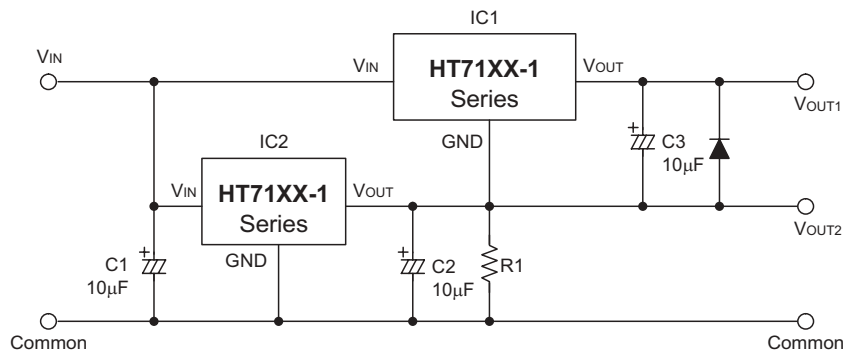 IC1
VIN
VIN
HT71XX-1
Series
VOUT
VOUT1
GND
C3
10μF
IC2
VIN
HT71XX-1
Series
VOUT
VOUT2
GND
C1
10μF
C2
10μF
R1
Common
Common
+
+
+